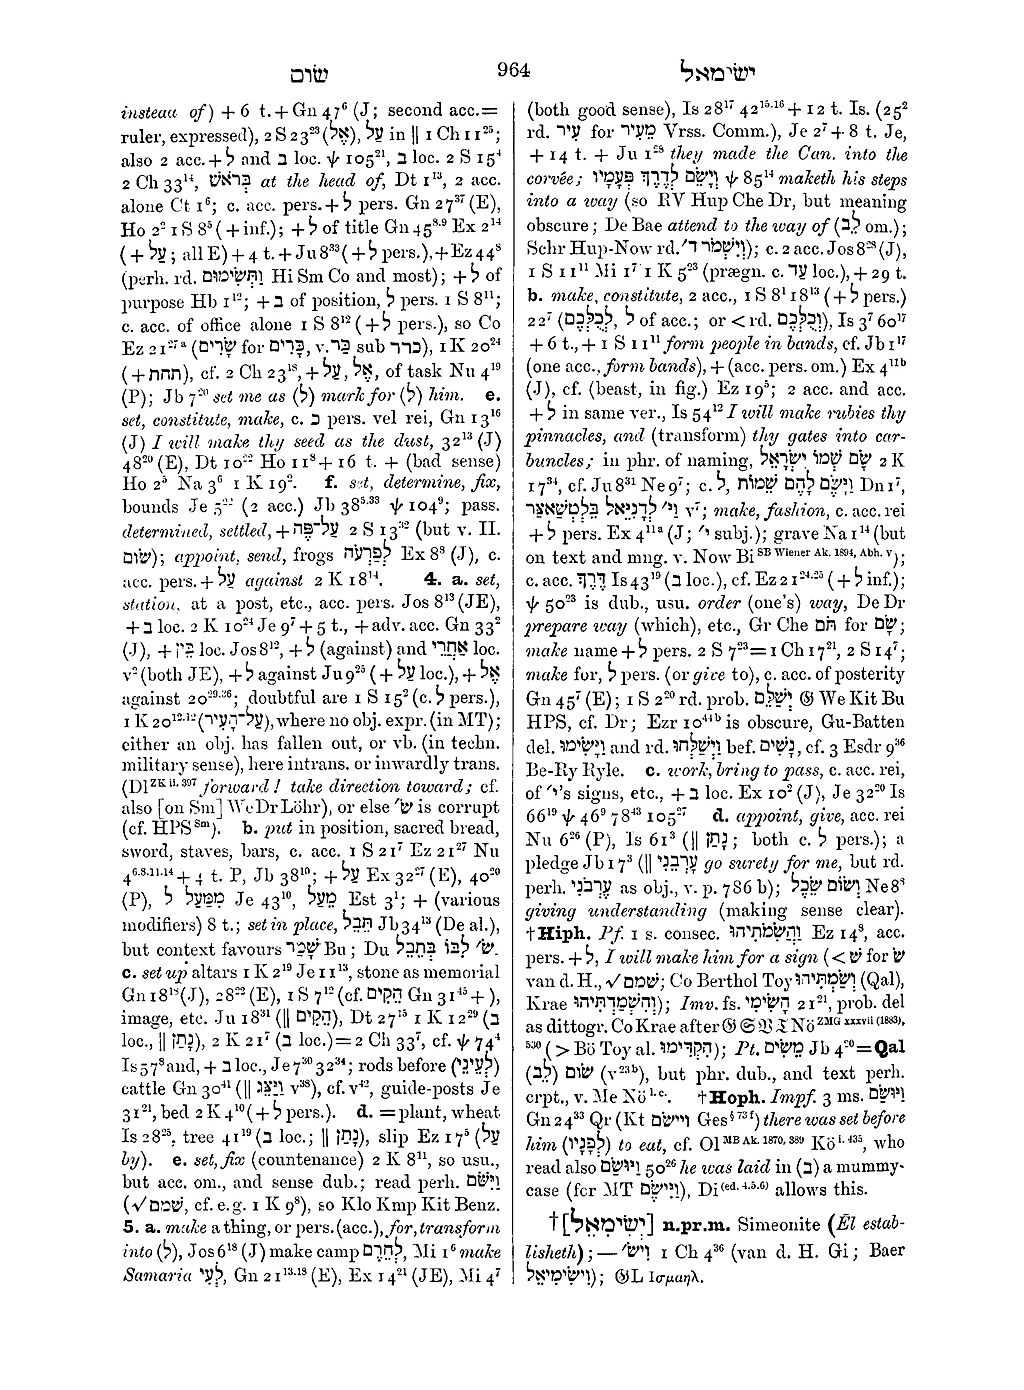 שׂום 964 ישׂימאל
instead of) + 6 t. + Gn 47⁶ (J; second acc. =
ruler, expressed), 2 S 23²³ (אֶל), עַל in ‖ 1 Ch 11²⁵;
also 2 acc. + ל and ב loc. ψ 105²¹, ב loc. 2 S 15⁴
2 Ch 33¹⁴, בְּראֹשׁ at the head of, Dt 1¹³, 2 acc.
alone Ct 1⁶; c. acc. pers. + ל pers. Gn 27³⁷ (E),
Ho 2² 1 S 8⁵ (+ inf.); + ל of title Gn 45⁸·⁹ Ex 2¹⁴
(+ עַל; all E) + 4 t. + Ju 8³³ (+ ל pers.), + Ez 44⁸
(perh. rd. וַתְּשִׂימוּם Hi Sm Co and most); + ל of
purpose Hb 1¹²; + ב of position, ל pers. 1 S 8¹¹;
c. acc. of office alone 1 S 8¹² (+ ל pers.), so Co
Ez 21²⁷ᵃ (שָׂרִים for כָּרִים, v. כַּר sub כרר), 1 K 20²⁴
(+ תחת), cf. 2 Ch 23¹⁸, + עַל, אֶל, of task Nu 4¹⁹
(P); Jb 7²⁰ set me as (ל) mark for (ל) him. e.
set, constitute, make, c. כ pers. vel rei, Gn 13¹⁶
(J) I will make thy seed as the dust, 32¹³ (J)
48²⁰ (E), Dt 10²² Ho 11⁸ + 16 t. + (bad sense)
Ho 2⁵ Na 3⁶ 1 K 19². f. set, determine, fix,
bounds Je 5²² (2 acc.) Jb 38⁵·³³ ψ 104⁹; pass.
determined, settled, + עַל־פֶּה 2 S 13³² (but v. II.
שׂום); appoint, send, frogs לְפַרְעֹה Ex 8⁸ (J), c.
acc. pers. + עַל against 2 K 18¹⁴. 4. a. set,
station, at a post, etc., acc. pers. Jos 8¹³ (JE),
+ ב loc. 2 K 10²⁴ Je 9⁷ + 5 t., + adv. acc. Gn 33²
(J), + בֵּין loc. Jos 8¹², + ל (against) and אַחֲרֵי loc.
v² (both JE), + ל against Ju 9²⁵ (+ עַל loc.), + אֶל
against 20²⁹·³⁶; doubtful are 1 S 15² (c. ל pers.),
1 K 20¹²·¹² (עַל־הָעִיר), where no obj. expr. (in MT);
either an obj. has fallen out, or vb. (in techn.
military sense), here intrans. or inwardly trans.
(Dl ZK ii. 397 forward! take direction toward; cf.
also [on Sm] We Dr Löhr), or else שׂ׳ is corrupt
(cf. HPS Sm). b. put in position, sacred bread,
sword, staves, bars, c. acc. 1 S 21⁷ Ez 21²⁷ Nu
4⁶·⁸·¹¹·¹⁴ + 4 t. P, Jb 38¹⁰; + עַל Ex 32²⁷ (E), 40²⁰
(P), מִמַּעַל ל Je 43¹⁰, מֵעַל Est 3¹; + (various
modifiers) 8 t.; set in place, תֵּבֵל Jb 34¹³ (De al.),
but context favours שָׁמַר Bu; Du שׂ׳ לִבּוֹ בְּתֵבֵל.
c. set up altars 1 K 2¹⁹ Je 11¹³, stone as memorial
Gn 18¹⁸ (J), 28²² (E), 1 S 7¹² (cf. הֵקִים Gn 31⁴⁵ +),
image, etc. Ju 18³¹ (‖ הֵקִים), Dt 27¹⁵ 1 K 12²⁹ (ב
loc., ‖ נָתַן), 2 K 21⁷ (ב loc.) = 2 Ch 33⁷, cf. ψ 74⁴
Is 57⁸ and, + ב loc., Je 7³⁰ 32³⁴; rods before (לְעֵינֵי)
cattle Gn 30⁴¹ (‖ וַיַּצֵּג v³⁸), cf. v⁴², guide-posts Je
31²¹, bed 2 K 4¹⁰ (+ ל pers.). d. = plant, wheat
Is 28²⁵, tree 41¹⁹ (ב loc.; ‖ נָתַן), slip Ez 17⁵ (עַל
by). e. set, fix (countenance) 2 K 8¹¹, so usu.,
but acc. om., and sense dub.; read perh. וַיִּשֹּׁם
(√ שׁמם, cf. e.g. 1 K 9⁸), so Klo Kmp Kit Benz.
5. a. make a thing, or pers. (acc.), for, transform
into (ל), Jos 6¹⁸ (J) make camp לְחֵרֶם, Mi 1⁶ make
Samaria לְעִי, Gn 21¹³·¹⁸ (E), Ex 14²¹ (JE), Mi 4⁷
(both good sense), Is 28¹⁷ 42¹⁵·¹⁶ + 12 t. Is. (25²
rd. עִיר for מֵעִיר Vrss. Comm.), Je 2⁷ + 8 t. Je,
+ 14 t. + Ju 1²⁸ they made the Can. into the
corvée; וְיָשֵׂם לְדֶרֶךְ פְּעָמָיו ψ 85¹⁴ maketh his steps
into a way (so RV Hup Che Dr, but meaning
obscure; De Bae attend to the way of (לֵב om.);
Schr Hup-Now rd. וְיִשְׁמֹר ד׳); c. 2 acc. Jos 8²⁸ (J),
1 S 11¹¹ Mi 1⁷ 1 K 5²³ (prægn. c. עַד loc.), + 29 t.
b. make, constitute, 2 acc., 1 S 8¹ 18¹³ (+ ל pers.)
22⁷ (לְכֻלְּכֶם, ל of acc.; or < rd. וְכֻלְּכֶם), Is 3⁷ 60¹⁷
+ 6 t., + 1 S 11¹¹ form people in bands, cf. Jb 1¹⁷
(one acc., form bands), + (acc. pers. om.) Ex 4¹¹ᵇ
(J), cf. (beast, in fig.) Ez 19⁵; 2 acc. and acc.
+ ל in same ver., Is 54¹² I will make rubies thy
pinnacles, and (transform) thy gates into car-
buncles; in phr. of naming, שָׂם שְׁמוֹ יִשְׂרָאֵל 2 K
17³⁴, cf. Ju 8³¹ Ne 9⁷; c. ל, וַיָּשֶׂם לָהֶם שֵׁמוֹת Dn 1⁷,
וַי׳ לְדָנִיֵּאל בֵּלְטְשַׁאצַּר v⁷; make, fashion, c. acc. rei
+ ל pers. Ex 4¹¹ᵃ (J; י׳ subj.); grave Na 1¹⁴ (but
on text and mng. v. Now Bi SB Wiener Ak. 1894, Abh. v);
c. acc. דֶּרֶךְ Is 43¹⁹ (ב loc.), cf. Ez 21²⁴·²⁵ (+ ל inf.);
ψ 50²³ is dub., usu. order (one's) way, De Dr
prepare way (which), etc., Gr Che תֹּם for שָׂם;
make name + ל pers. 2 S 7²³ = 1 Ch 17²¹, 2 S 14⁷;
make for, ל pers. (or give to), c. acc. of posterity
Gn 45⁷ (E); 1 S 2²⁰ rd. prob. יְשַׁלֵּם 𝔊 We Kit Bu
HPS, cf. Dr; Ezr 10⁴⁴ᵇ is obscure, Gu-Batten
del. וַיָּשִׂימוּ and rd. וַיְשַׁלְּחוּ bef. נָשִׁים, cf. 3 Esdr 9³⁶
Be-Ry Ryle. c. work, bring to pass, c. acc. rei,
of י׳'s signs, etc., + ב loc. Ex 10² (J), Je 32²⁰ Is
66¹⁹ ψ 46⁹ 78⁴³ 105²⁷ d. appoint, give, acc. rei
Nu 6²⁶ (P), Is 61³ (‖ נָתַן; both c. ל pers.); a
pledge Jb 17³ (‖ עָרְבֵנִי go surety for me, but rd.
perh. עֶרְבֹנִי as obj., v. p. 786 b); וְשׂוֹם שֶׂכֶל Ne 8⁸
giving understanding (making sense clear).
†Hiph. Pf. 1 s. consec. וַהֲשִׂמֹתִיהוּ Ez 14⁸, acc.
pers. + ל, I will make him for a sign (< שׂ for שׁ
van d. H., √ שׁמם; Co Berthol Toy וְשַׂמְתִּיהוּ (Qal),
Krae וְהִשְׁמַדְתִּיהוּ); Imv. fs. הָשִׂימִי 21²¹, prob. del
as dittogr. Co Krae after 𝔊 𝔖 𝔙 𝔗 Nö ZMG xxxvii (1883),
530 (> Bö Toy al. הַקְדִּימוּ); Pt. מֵשִׂים Jb 4²⁰ = Qal
שׂום (לֵב) (v²³ᵇ), but phr. dub., and text perh.
crpt., v. Me Nö l.c. †Hoph. Impf. 3 ms. וַיּוּשַׂם
Gn 24³³ Qr (Kt ויישׂם Ges § 73 f) there was set before
him (לְפָנָיו) to eat, cf. Ol MB Ak. 1870, 389 Kö i. 435, who
read also וַיּוּשַׂם 50²⁶ he was laid in (ב) a mummy-
case (for MT וַיִּישֶׂם), Di (ed. 4.5.6) allows this.
†[יְשִׂימִאֵל] n.pr.m. Simeonite (Ēl estab-
lisheth); — וִישׂ׳ 1 Ch 4³⁶ (van d. H. Gi; Baer
וִישִׂימִיאֵל); 𝔊L Ισμαηλ.